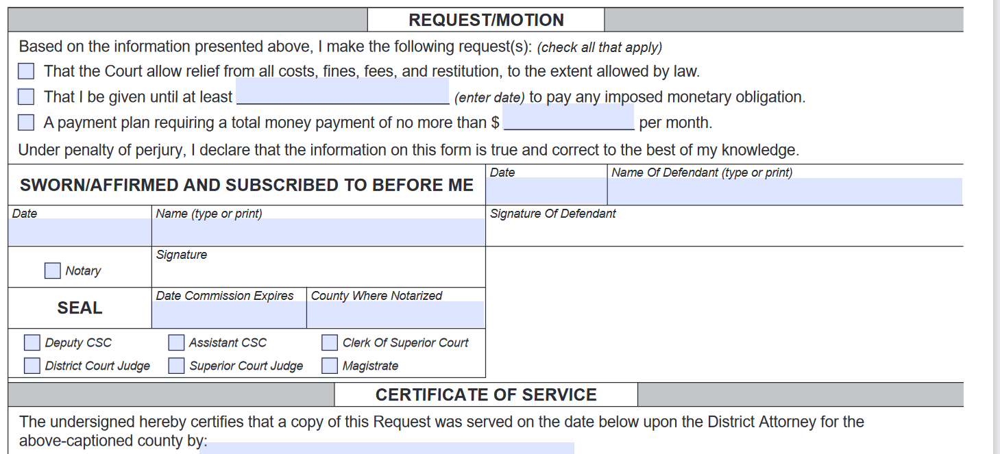 REQUEST/MOTION
Based on the information presented above, I make the following request(s): (check all that apply)
That the Court allow relief from all costs, fines, fees, and restitution, to the extent allowed by law.
That I be given until at least (enter date) to pay any imposed monetary obligation.
A payment plan requiring a total money payment of no more than $ per month.
Under penalty of perjury, I declare that the information on this form is true and correct to the best of my knowledge.
SWORN/AFFIRMED AND SUBSCRIBED TO BEFORE ME
Date
Name Of Defendant (type or print)
Date
Name (type or print)
Signature Of Defendant
Notary
Signature
SEAL
Date Commission Expires
County Where Notarized
Deputy CSC
Assistant CSC
Clerk Of Superior Court
District Court Judge
Superior Court Judge
Magistrate
CERTIFICATE OF SERVICE
The undersigned hereby certifies that a copy of this Request was served on the date below upon the District Attorney for the
above-captioned county by: